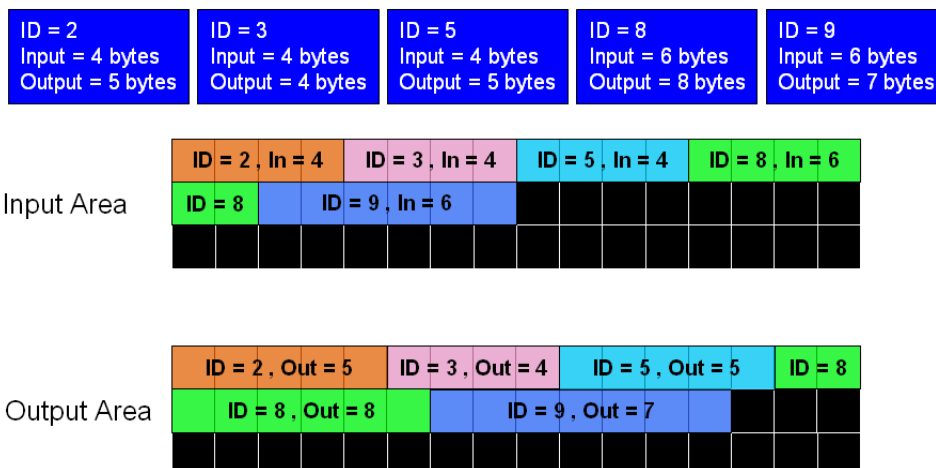 ID = 2
Input = 4 bytes
Output = 5 bytes
ID = 3
Input = 4 bytes
Output = 4 bytes
ID = 5
Input = 4 bytes
Output = 5 bytes
ID = 8
Input = 6 bytes
Output = 8 bytes
ID = 9
Input = 6 bytes
Output = 7 bytes
Input Area
ID = 2 , In = 4
ID = 3 , In = 4
ID = 5 , In = 4
ID = 8 , In = 6
ID = 8
ID = 9 , In = 6
Output Area
ID = 2 , Out = 5
ID = 3 , Out = 4
ID = 5 , Out = 5
ID = 8
ID = 8 , Out = 8
ID = 9 , Out = 7